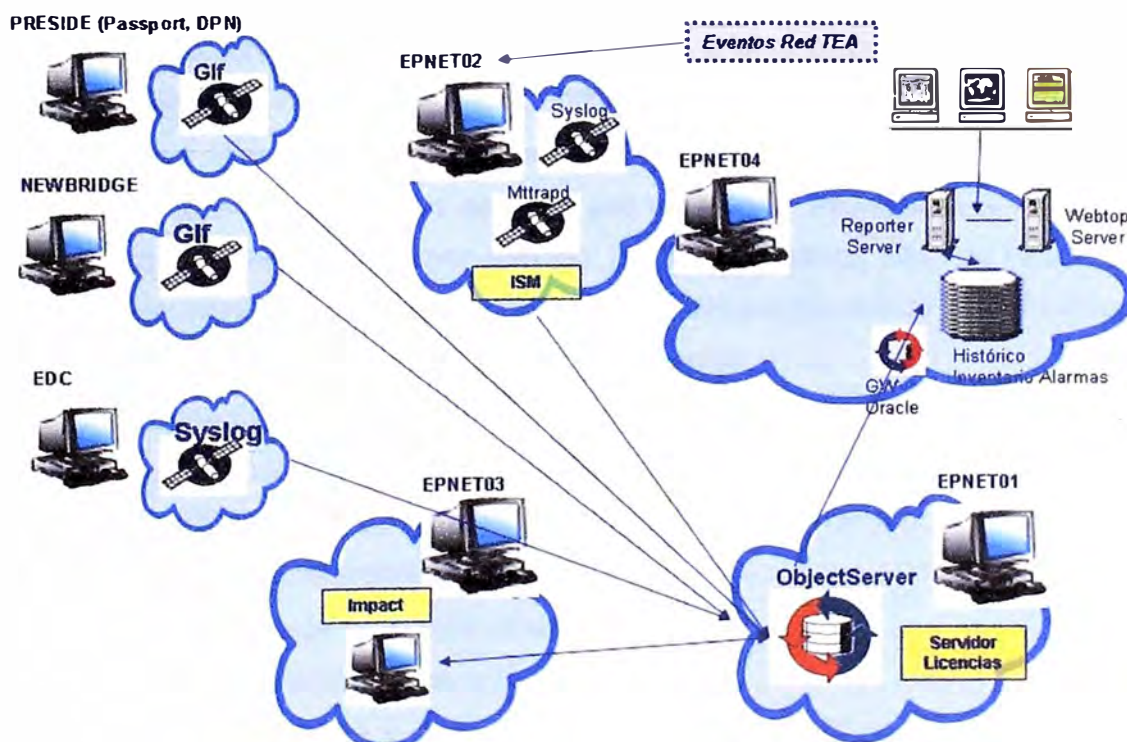 PRESIDE (Passport, DPN)
Glf
EPNET02
Eventos Red TEA
Syslog
Mttrapd
ISM
EPNET04
Reporter
Server
Webtop
Server
Histórico
Inventario Alarmas
GW
Oracle
NEWBRIDGE
Glf
EDC
Syslog
EPNET03
Impact
EPNET01
ObjectServer
Servidor
Licencias